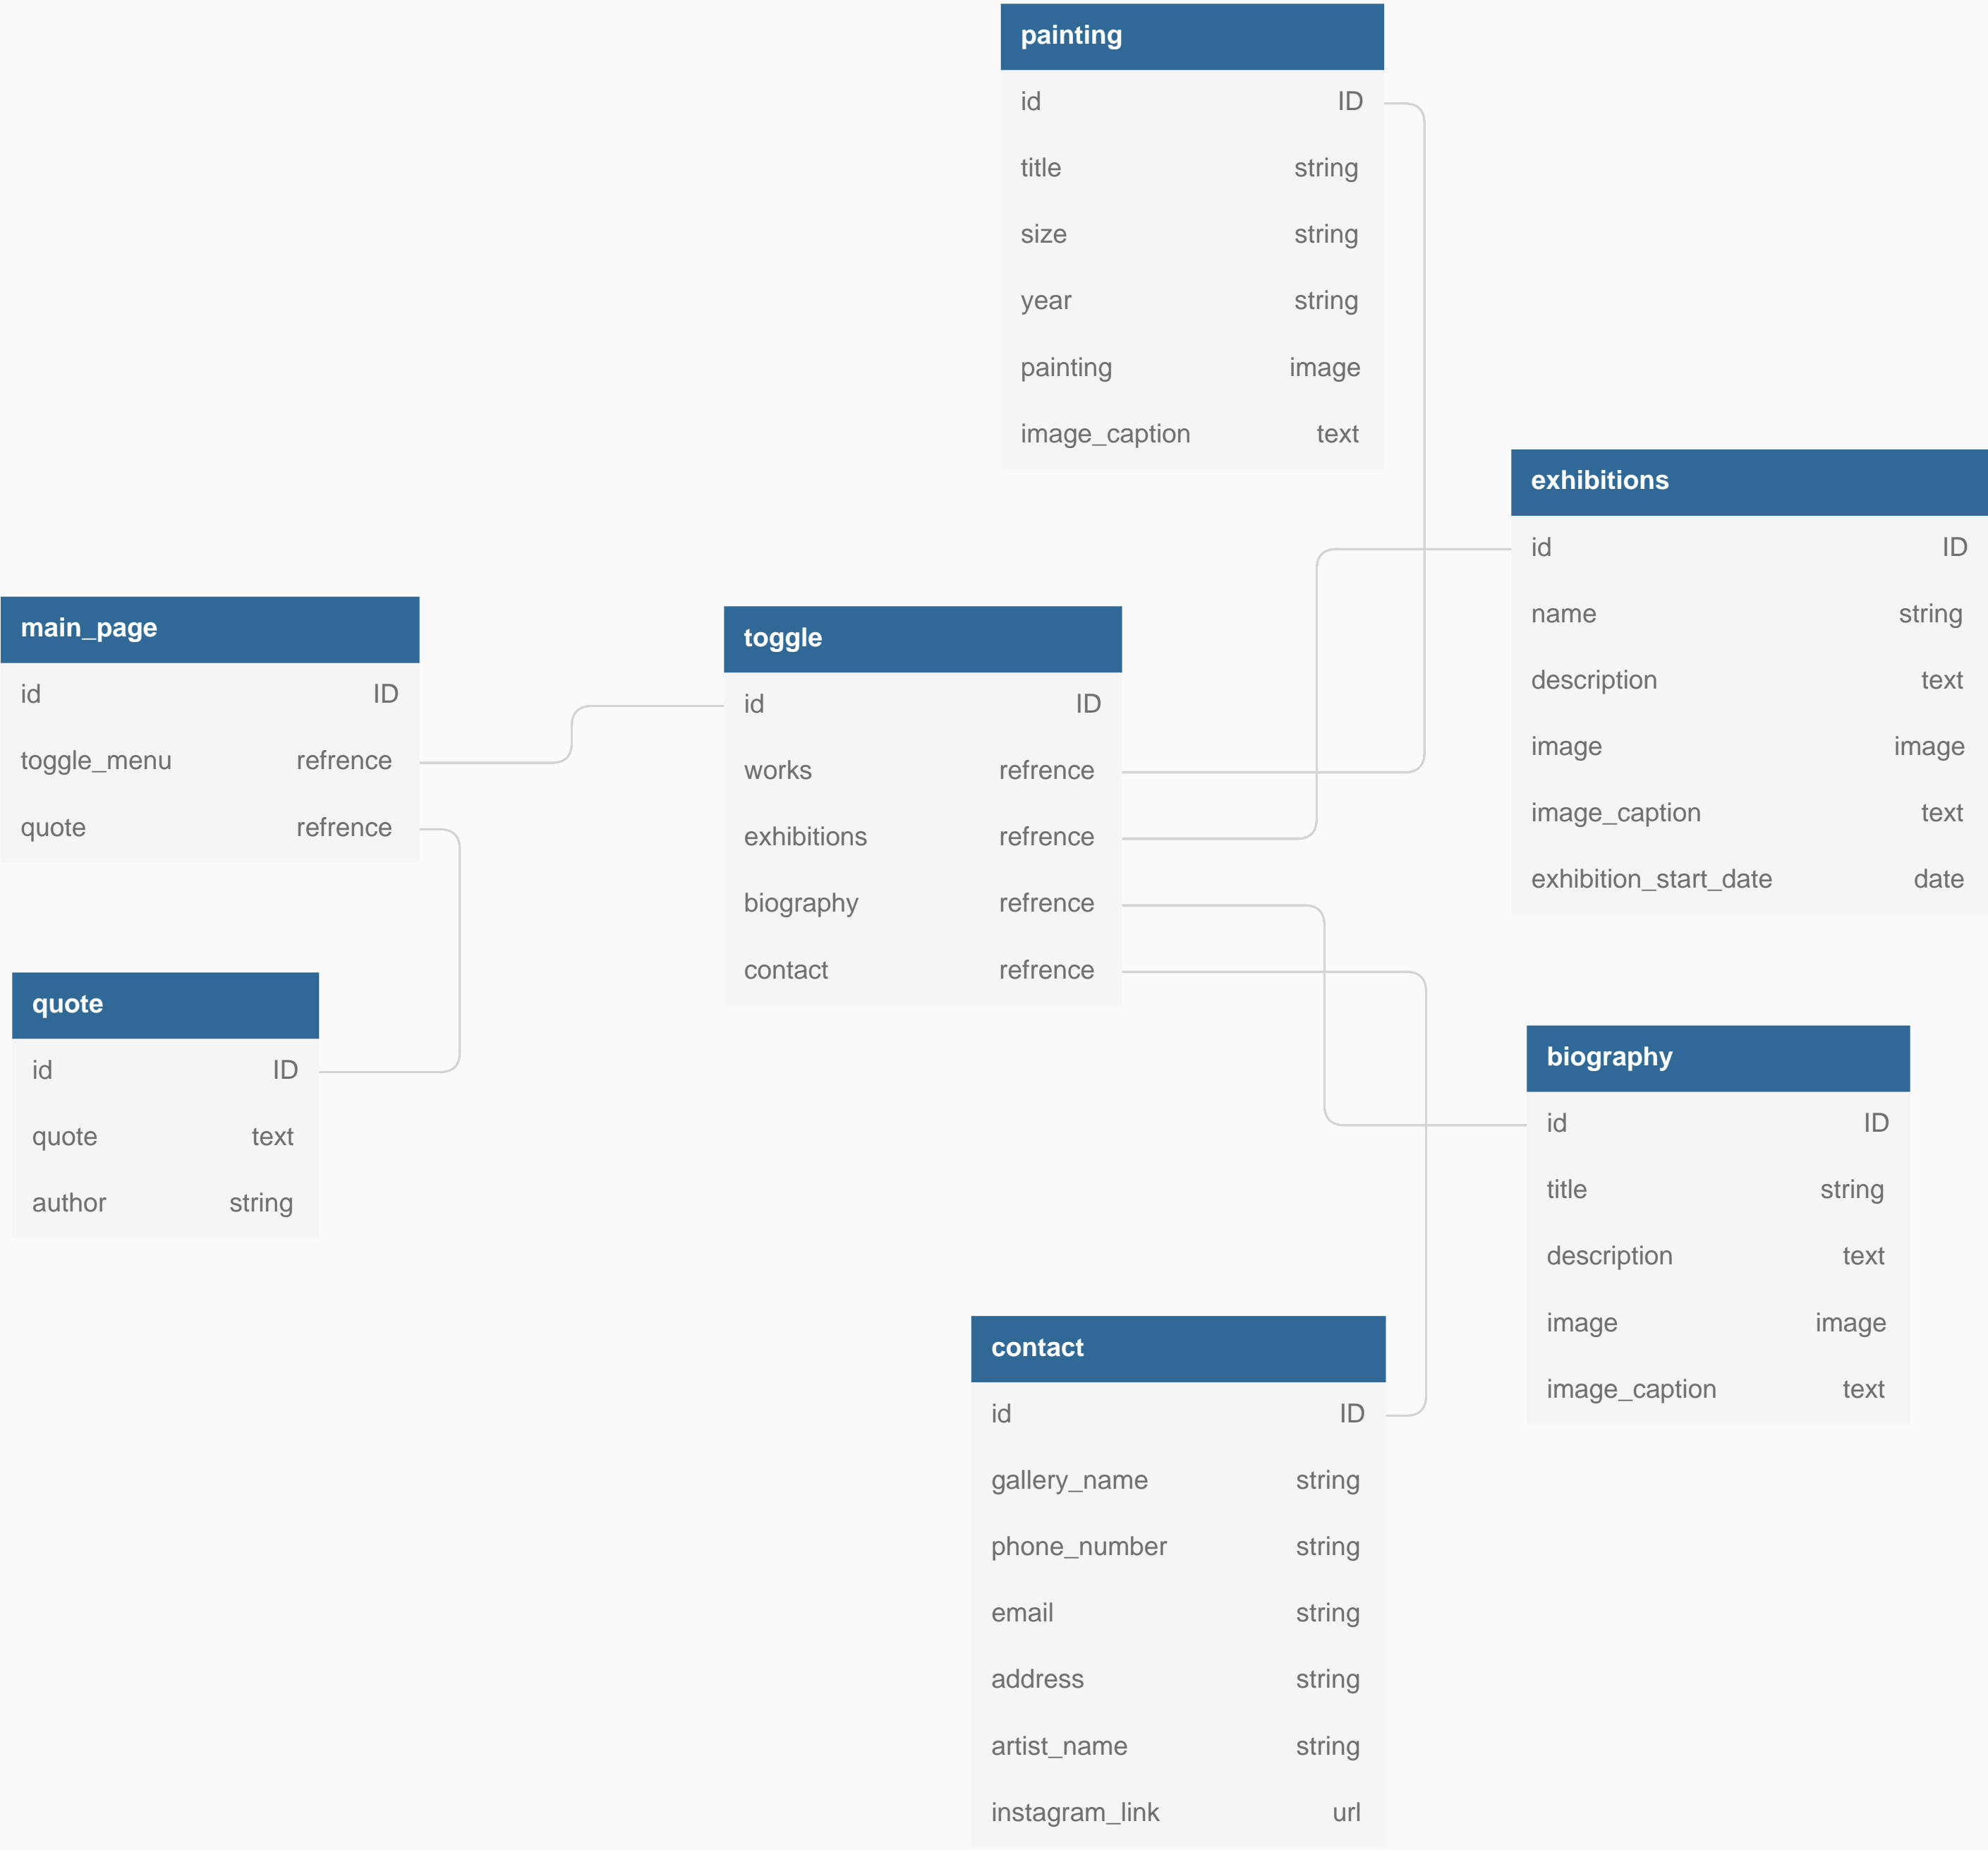 painting
id ID
title string
size string
year string
painting image
image_caption text
exhibitions
id ID
name string
description text
image image
image_caption text
exhibition_start_date date
main_page
id ID
toggle_menu refrence
quote refrence
toggle
id ID
works refrence
exhibitions refrence
biography refrence
contact refrence
quote
id ID
quote text
author string
biography
id ID
title string
description text
image image
image_caption text
contact
id ID
gallery_name string
phone_number string
email string
address string
artist_name string
instagram_link url